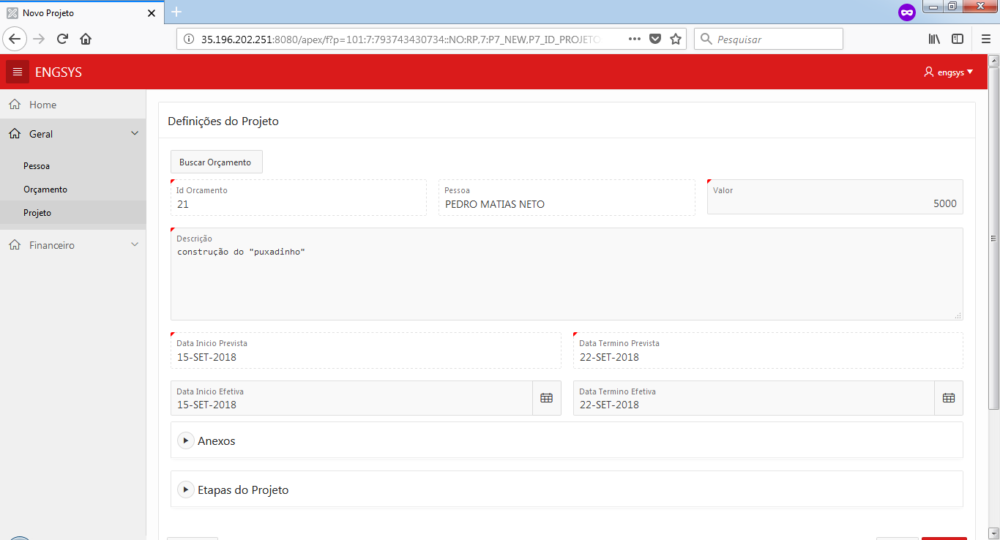 Novo Projeto
35.196.202.251:8080/apex/f?p=101:7:793743430734::NO:RP,7:P7_NEW,P7_ID_PROJETO
Pesquisar
ENGSYS
engsys
Home
Geral
Pessoa
Orçamento
Projeto
Financeiro
Definições do Projeto
Buscar Orçamento
Id Orcamento
21
Pessoa
PEDRO MATIAS NETO
Valor
5000
Descrição
construção do "puxadinho"
Data Inicio Prevista
15-SET-2018
Data Termino Prevista
22-SET-2018
Data Inicio Efetiva
15-SET-2018
Data Termino Efetiva
22-SET-2018
Anexos
Etapas do Projeto